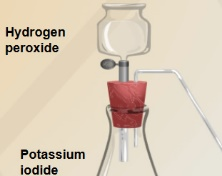 Hydrogen
peroxide
Potassium
iodide